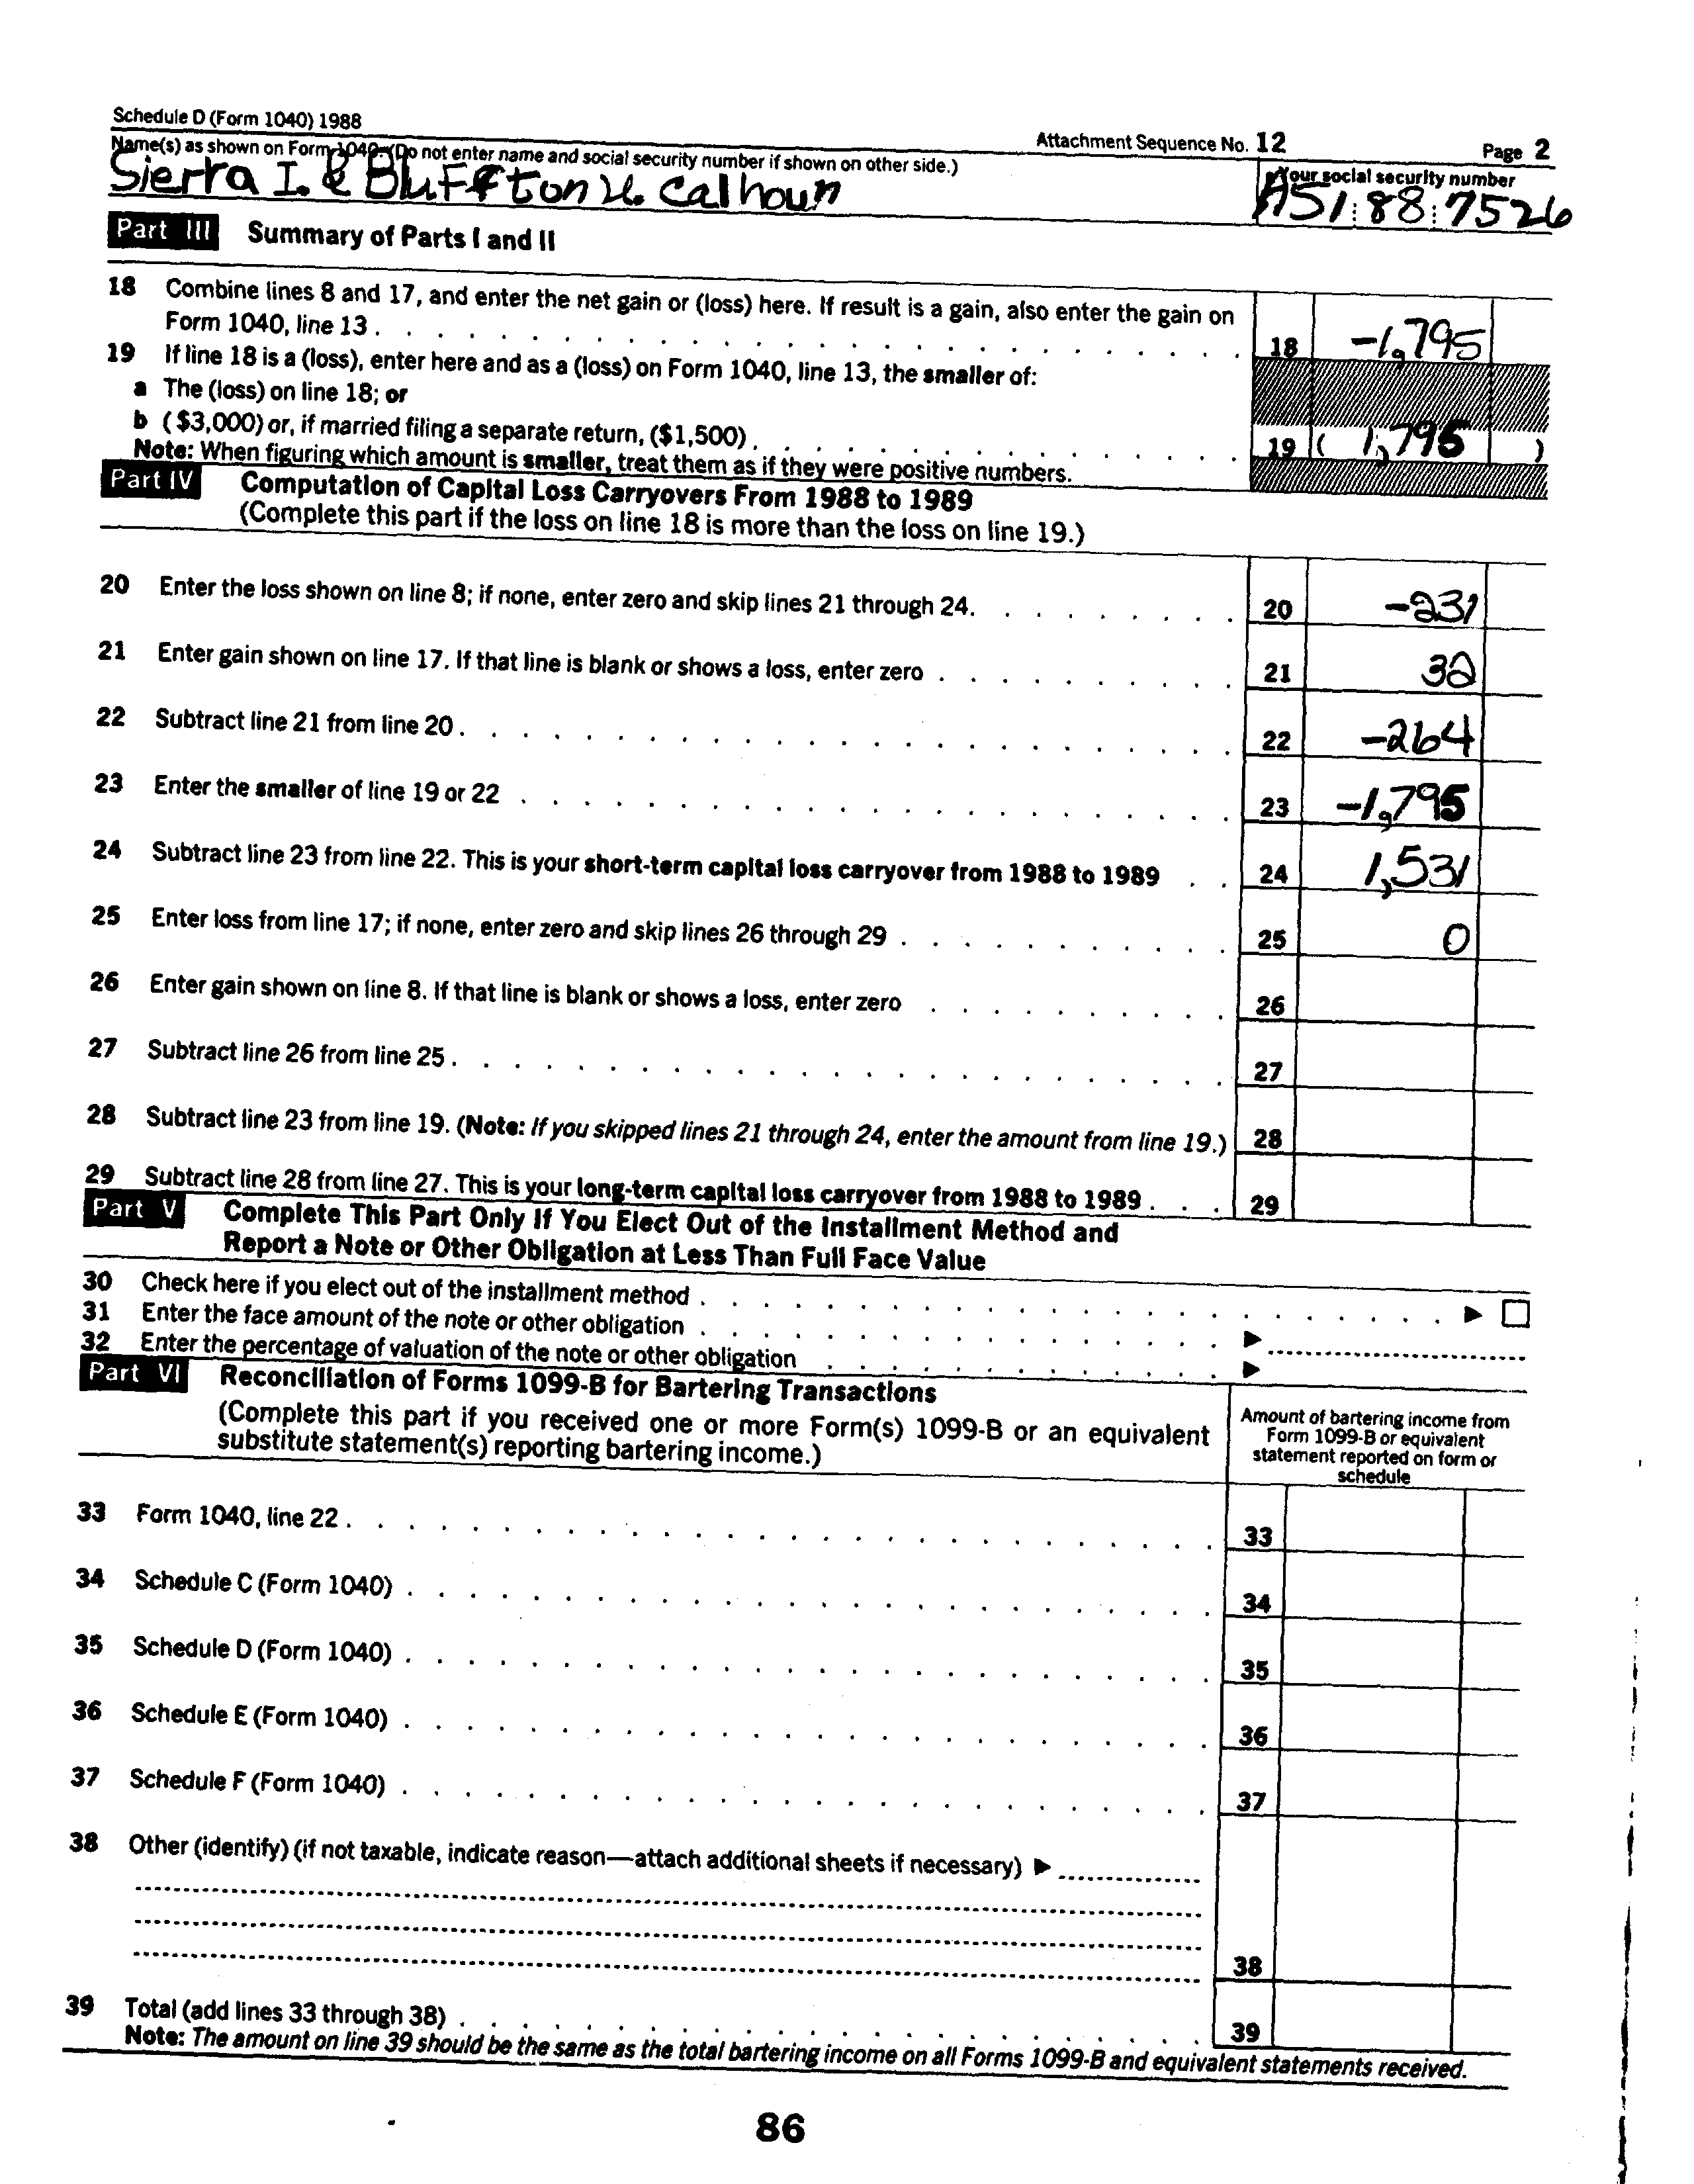 Schedule D (Form 1040) 1988
Attachment Sequence No. 12
Page 2
Name(s) as shown on Form 1040 (Do not enter name and social security number if shown on other side.)
Your social security number
Sierra I. & Bluffton U. Calhoun
A51:88:7526
Part III Summary of Parts I and II
18 Combine lines 8 and 17, and enter the net gain or (loss) here. If result is a gain, also enter the gain on
Form 1040, line 13 . . . 18 -1,795
19 If line 18 is a (loss), enter here and as a (loss) on Form 1040, line 13, the smaller of:
a The (loss) on line 18; or
b ($3,000) or, if married filing a separate return, ($1,500) . . . 19 ( 1,795 )
Note: When figuring which amount is smaller, treat them as if they were positive numbers.
Part IV Computation of Capital Loss Carryovers From 1988 to 1989
(Complete this part if the loss on line 18 is more than the loss on line 19.)
20 Enter the loss shown on line 8; if none, enter zero and skip lines 21 through 24. . . . 20 -231
21 Enter gain shown on line 17. If that line is blank or shows a loss, enter zero . . . 21 32
22 Subtract line 21 from line 20 . . . 22 -264
23 Enter the smaller of line 19 or 22 . . . 23 -1,795
24 Subtract line 23 from line 22. This is your short-term capital loss carryover from 1988 to 1989 . . 24 1,531
25 Enter loss from line 17; if none, enter zero and skip lines 26 through 29 . . . 25 0
26 Enter gain shown on line 8. If that line is blank or shows a loss, enter zero . . . 26
27 Subtract line 26 from line 25 . . . 27
28 Subtract line 23 from line 19. (Note: If you skipped lines 21 through 24, enter the amount from line 19.) 28
29 Subtract line 28 from line 27. This is your long-term capital loss carryover from 1988 to 1989 . . . 29
Part V Complete This Part Only If You Elect Out of the Installment Method and
Report a Note or Other Obligation at Less Than Full Face Value
30 Check here if you elect out of the installment method . . . ▶ ☐
31 Enter the face amount of the note or other obligation . . . ▶
32 Enter the percentage of valuation of the note or other obligation . . . ▶
Part VI Reconciliation of Forms 1099-B for Bartering Transactions
(Complete this part if you received one or more Form(s) 1099-B or an equivalent
substitute statement(s) reporting bartering income.)
Amount of bartering income from
Form 1099-B or equivalent
statement reported on form or
schedule
33 Form 1040, line 22 . . . 33
34 Schedule C (Form 1040) . . . 34
35 Schedule D (Form 1040) . . . 35
36 Schedule E (Form 1040) . . . 36
37 Schedule F (Form 1040) . . . 37
38 Other (identify) (if not taxable, indicate reason—attach additional sheets if necessary) ▶
38
39 Total (add lines 33 through 38) . . . 39
Note: The amount on line 39 should be the same as the total bartering income on all Forms 1099-B and equivalent statements received.
86